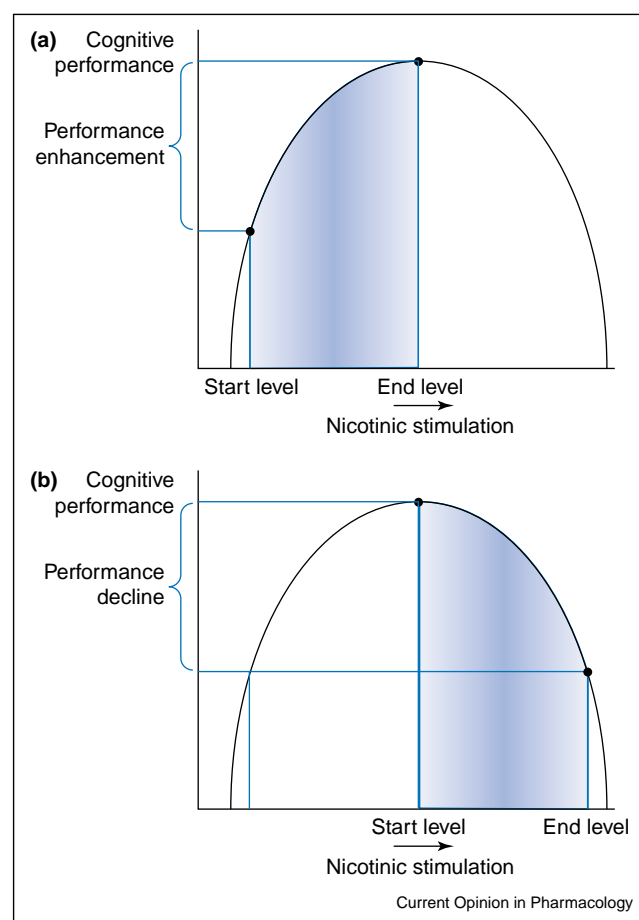 (a)
Cognitive
performance
Performance
enhancement
Start level
End level
Nicotinic stimulation
(b)
Cognitive
performance
Performance
decline
Start level
End level
Nicotinic stimulation
Current Opinion in Pharmacology